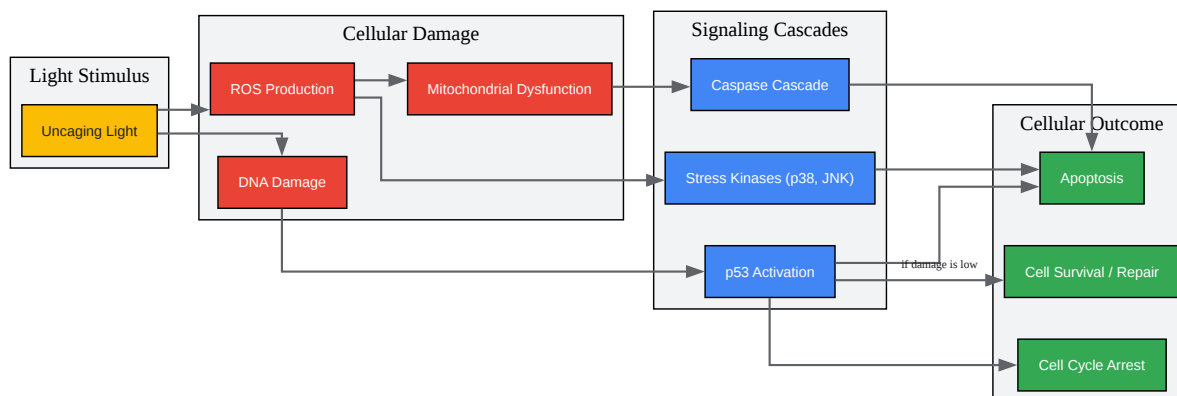 Light Stimulus
Uncaging Light
Cellular Damage
ROS Production
Mitochondrial Dysfunction
DNA Damage
Signaling Cascades
Caspase Cascade
Stress Kinases (p38, JNK)
p53 Activation
if damage is low
Cellular Outcome
Apoptosis
Cell Survival / Repair
Cell Cycle Arrest